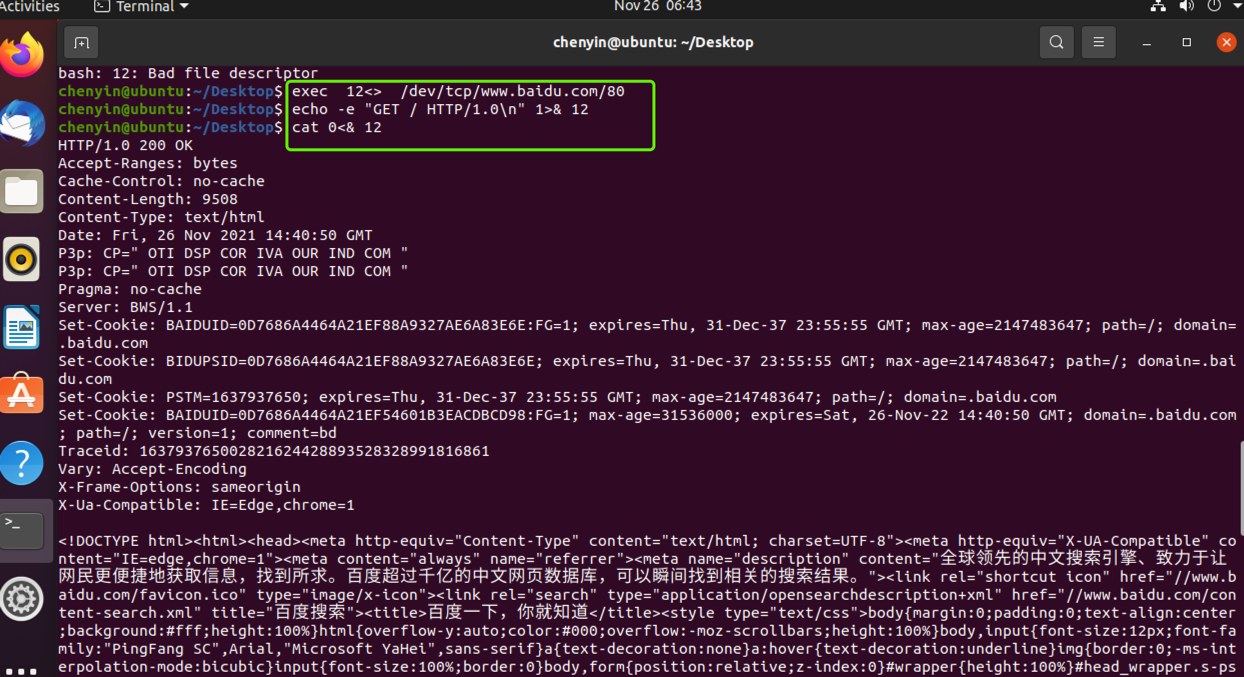 Activities
Terminal
Nov 26 06:43
chenyin@ubuntu: ~/Desktop
bash: 12: Bad file descriptor
chenyin@ubuntu:~/Desktop$ exec  12<>  /dev/tcp/www.baidu.com/80
chenyin@ubuntu:~/Desktop$ echo -e "GET / HTTP/1.0\n" 1>& 12
chenyin@ubuntu:~/Desktop$ cat 0<& 12
HTTP/1.0 200 OK
Accept-Ranges: bytes
Cache-Control: no-cache
Content-Length: 9508
Content-Type: text/html
Date: Fri, 26 Nov 2021 14:40:50 GMT
P3p: CP=" OTI DSP COR IVA OUR IND COM "
P3p: CP=" OTI DSP COR IVA OUR IND COM "
Pragma: no-cache
Server: BWS/1.1
Set-Cookie: BAIDUID=0D7686A4464A21EF88A9327AE6A83E6E:FG=1; expires=Thu, 31-Dec-37 23:55:55 GMT; max-age=2147483647; path=/; domain=
.baidu.com
Set-Cookie: BIDUPSID=0D7686A4464A21EF88A9327AE6A83E6E; expires=Thu, 31-Dec-37 23:55:55 GMT; max-age=2147483647; path=/; domain=.bai
du.com
Set-Cookie: PSTM=1637937650; expires=Thu, 31-Dec-37 23:55:55 GMT; max-age=2147483647; path=/; domain=.baidu.com
Set-Cookie: BAIDUID=0D7686A4464A21EF54601B3EACDBCD98:FG=1; max-age=31536000; expires=Sat, 26-Nov-22 14:40:50 GMT; domain=.baidu.com
; path=/; version=1; comment=bd
Traceid: 1637937650028216244288935283289918168​61
Vary: Accept-Encoding
X-Frame-Options: sameorigin
X-Ua-Compatible: IE=Edge,chrome=1
<!DOCTYPE html><html><head><meta http-equiv="Content-Type" content="text/html; charset=UTF-8"><meta http-equiv="X-UA-Compatible" co
ntent="IE=edge,chrome=1"><meta content="always" name="referrer"><meta name="description" content="全球领先的中文搜索引擎、致力于让
网民更便捷地获取信息，找到所求。百度超过千亿的中文网页数据库，可以瞬间找到相关的搜索结果。"><link rel="shortcut icon" href="//www.b
aidu.com/favicon.ico" type="image/x-icon"><link rel="search" type="application/opensearchdescription+xml" href="//www.baidu.com/con
tent-search.xml" title="百度搜索"><title>百度一下，你就知道</title><style type="text/css">body{margin:0;padding:0;text-align:center
;background:#fff;height:100%}html{overflow-y:auto;color:#000;overflow:-moz-scrollbars;height:100%}body,input{font-size:12px;font-fa
mily:"PingFang SC",Arial,"Microsoft YaHei",sans-serif}a{text-decoration:none}a:hover{text-decoration:underline}img{border:0;-ms-int
erpolation-mode:bicubic}input{font-size:100%;border:0}body,form{position:relative;z-index:0}#wrapper{height:100%}#head_wrapper.s-ps